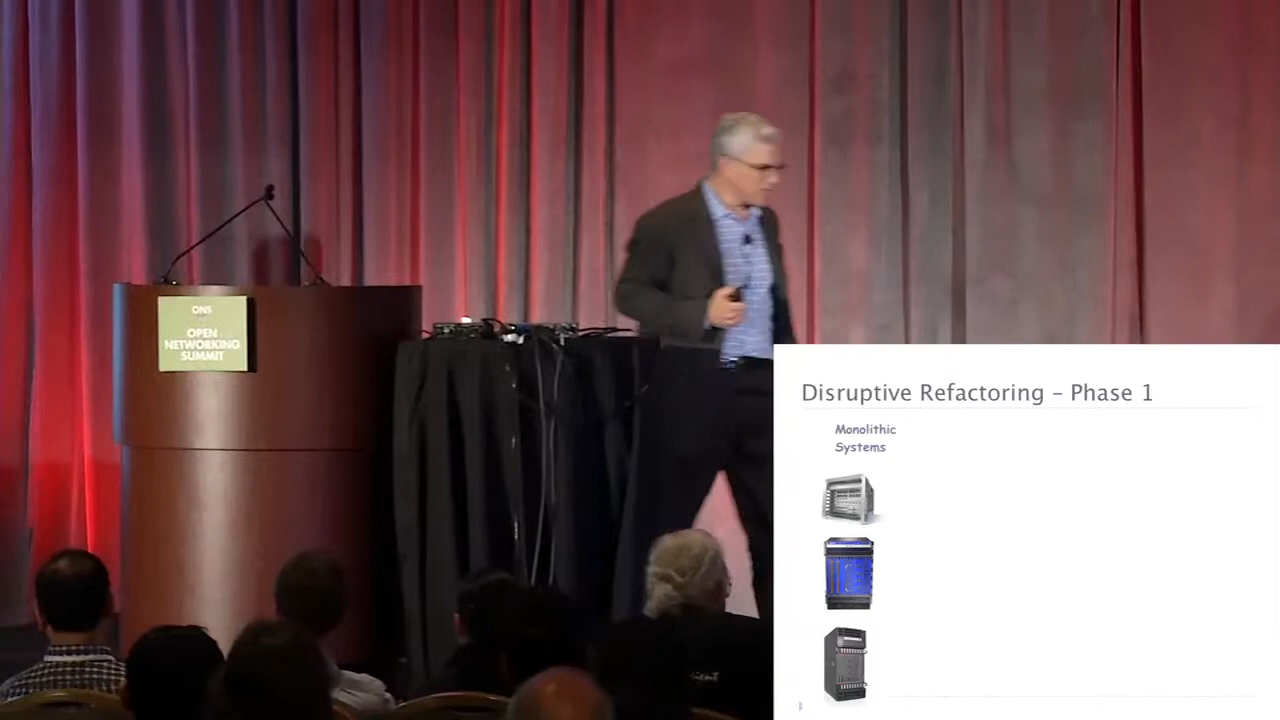 ONS
OPEN
NETWORKING
SUMMIT
Disruptive Refactoring – Phase 1
Monolithic
Systems